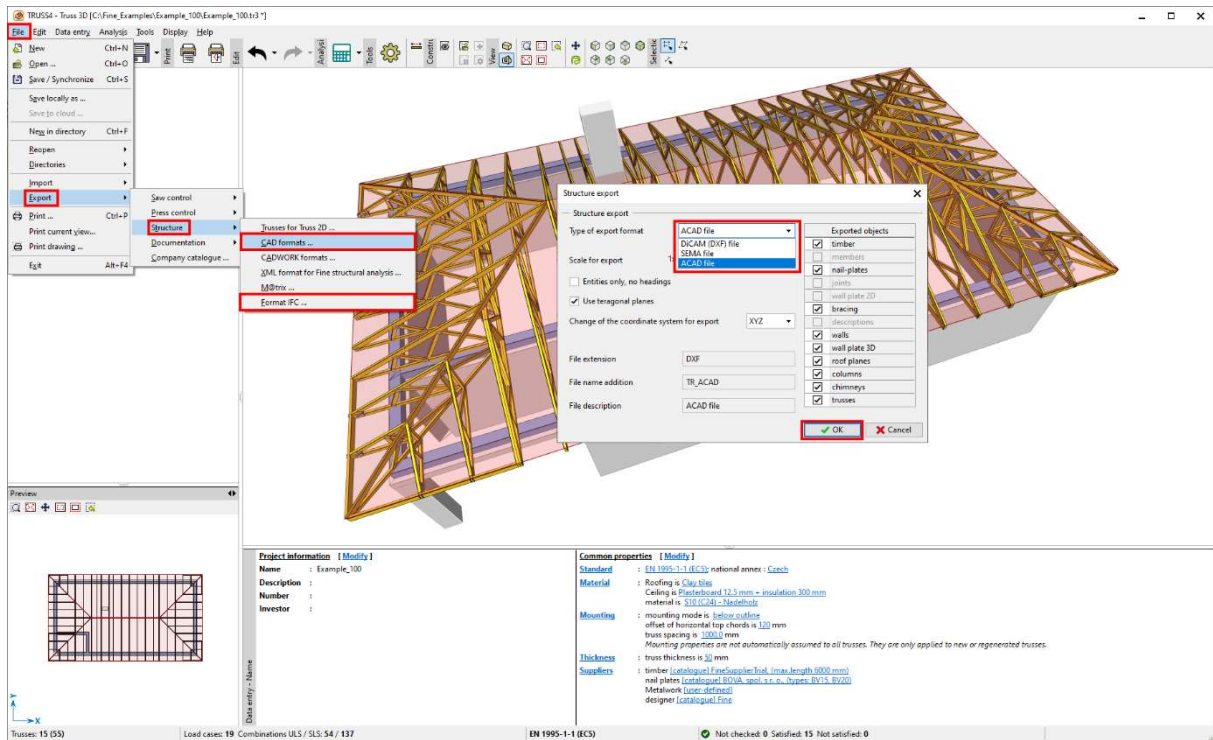 TRUSS4 - Truss 3D [C:\Fine_Examples\Example_100\Example_100.tr3 *]
File Edit Data entry Analysis Tools Display Help
New Ctrl+N
Open ... Ctrl+O
Save / Synchronize Ctrl+S
Save locally as ...
Save to cloud ...
New in directory Ctrl+F
Reopen
Directories
Import
Export
Print ... Ctrl+P
Print current view...
Print drawing ...
Exit Alt+F4
Print
Edit
Analysi
Tools
Constri
View
Selectic
Saw control
Press control
Structure
Documentation
Company catalogue ...
Trusses for Truss 2D ...
CAD formats ...
CADWORK formats ...
XML format for Fine structural analysis ...
M@trix ...
Format IFC ...
Structure export
Structure export
Type of export format ACAD file
DiCAM (DXF) file
SEMA file
ACAD file
Scale for export
Entities only, no headings
Use teragonal planes
Change of the coordinate system for export XYZ
File extension DXF
File name addition TR_ACAD
File description ACAD file
Exported objects
timber
members
nail-plates
joints
wall plate 2D
bracing
descriptions
walls
wall plate 3D
roof planes
columns
chimneys
trusses
OK Cancel
Preview
X
Data entry - Name
Project information [ Modify ]
Name : Example_100
Description :
Number :
Investor :
Common properties [ Modify ]
Standard : EN 1995-1-1 (EC5); national annex : Czech
Material : Roofing is Clay tiles
Ceiling is Plasterboard 12.5 mm + insulation 300 mm
material is S10 (C24) - Nadelholz
Mounting : mounting mode is below outline
offset of horizontal top chords is 120 mm
truss spacing is 1000.0 mm
Mounting properties are not automatically assumed to all trusses. They are only applied to new or regenerated trusses.
Thickness : truss thickness is 50 mm
Suppliers : timber [catalogue] FineSupplierTrial, (max.length 6000 mm)
nail plates [catalogue] BOVA, spol. s r. o., (types: BV15, BV20)
Metalwork [user-defined]
designer [catalogue] Fine
Trusses: 15 (55) Load cases: 19 Combinations ULS / SLS: 54 / 137 EN 1995-1-1 (EC5) Not checked: 0 Satisfied: 15 Not satisfied: 0